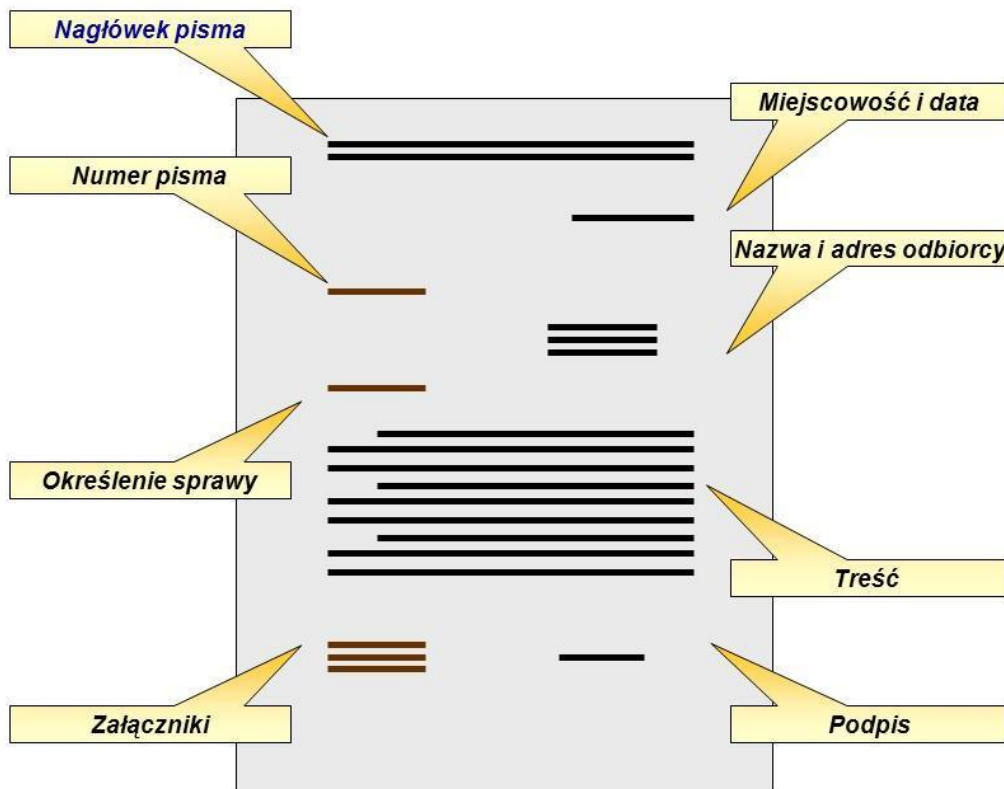 Nagłówek pisma
Miejscowość i data
Numer pisma
Nazwa i adres odbiorcy
Określenie sprawy
Treść
Załączniki
Podpis